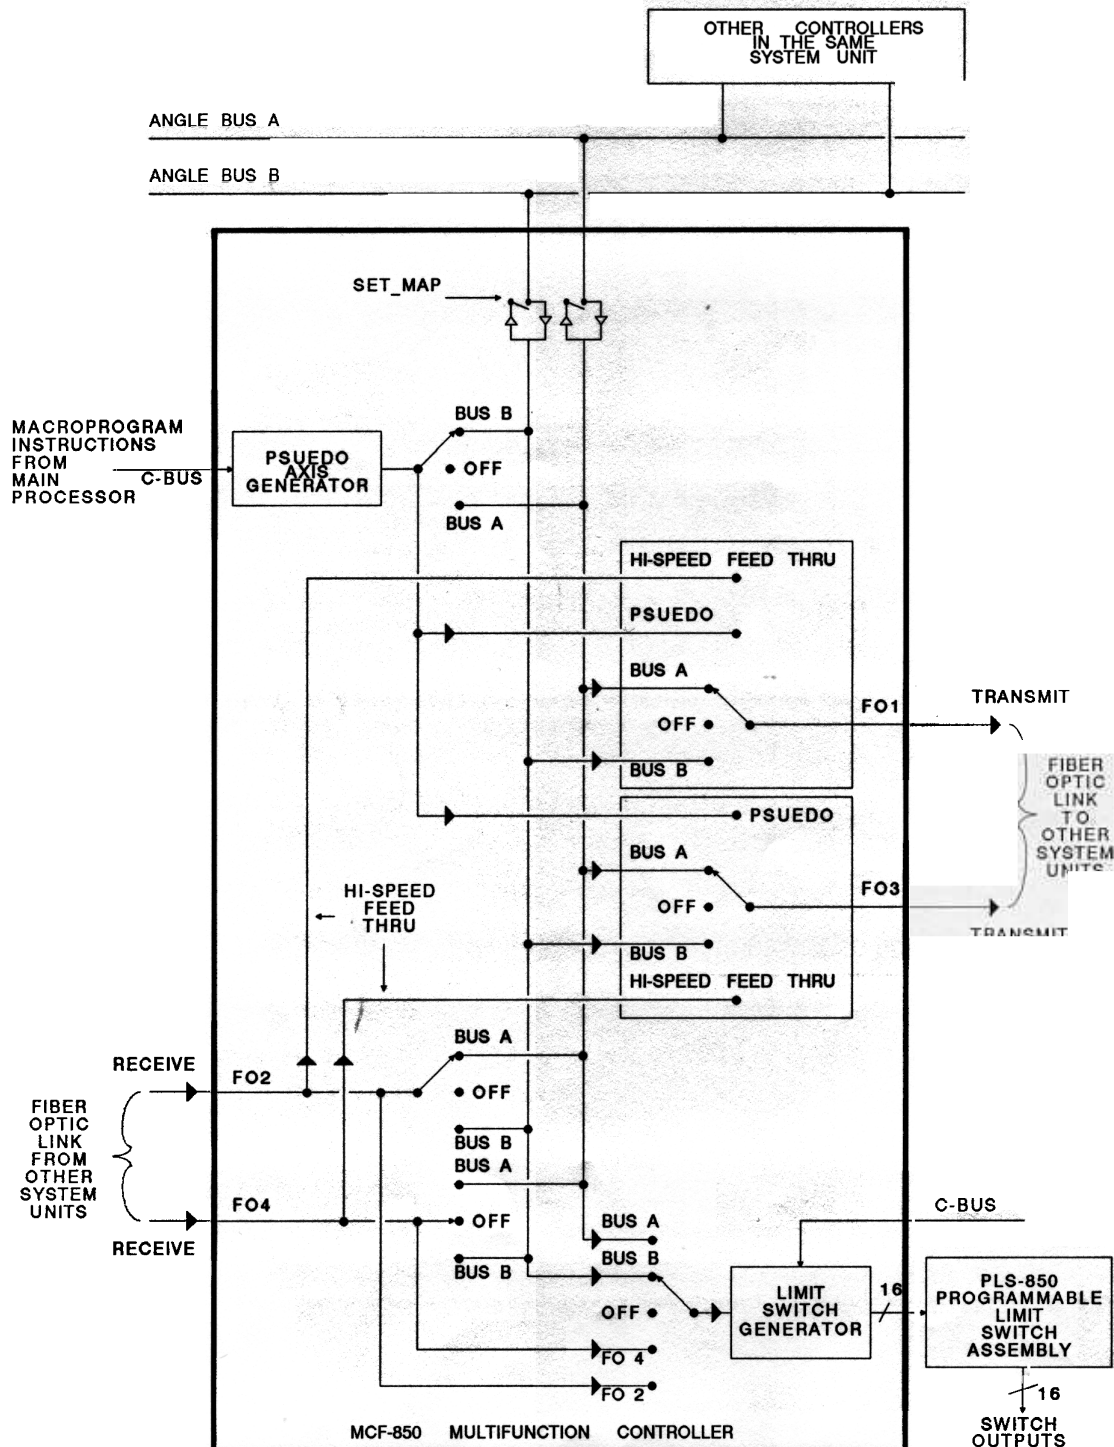 OTHER CONTROLLERS
IN THE SAME
SYSTEM UNIT
ANGLE BUS A
ANGLE BUS B
SET_MAP
MACROPROGRAM
INSTRUCTIONS
FROM
MAIN
PROCESSOR
C-BUS
PSUEDO
AXIS
GENERATOR
BUS B
OFF
BUS A
HI-SPEED FEED THRU
PSUEDO
BUS A
OFF
BUS B
FO1
TRANSMIT
FIBER
OPTIC
LINK
TO
OTHER
SYSTEM
UNITS
PSUEDO
BUS A
OFF
BUS B
HI-SPEED FEED THRU
FO3
TRANSMIT
HI-SPEED
FEED
THRU
RECEIVE
FO2
BUS A
OFF
BUS B
FIBER
OPTIC
LINK
FROM
OTHER
SYSTEM
UNITS
FO4
RECEIVE
BUS A
OFF
BUS B
BUS A
BUS B
OFF
FO 4
FO 2
C-BUS
LIMIT
SWITCH
GENERATOR
16
PLS-850
PROGRAMMABLE
LIMIT
SWITCH
ASSEMBLY
16
SWITCH
OUTPUTS
MCF-850 MULTIFUNCTION CONTROLLER